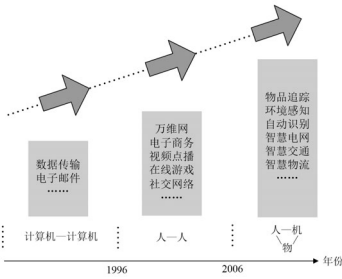 数据传输
电子邮件
……
万维网
电子商务
视频点播
在线游戏
社交网络
……
物品追踪
环境感知
自动识别
智慧电网
智慧交通
智慧物流
……
计算机—计算机
人—人
人—机
物
1996
2006
年份